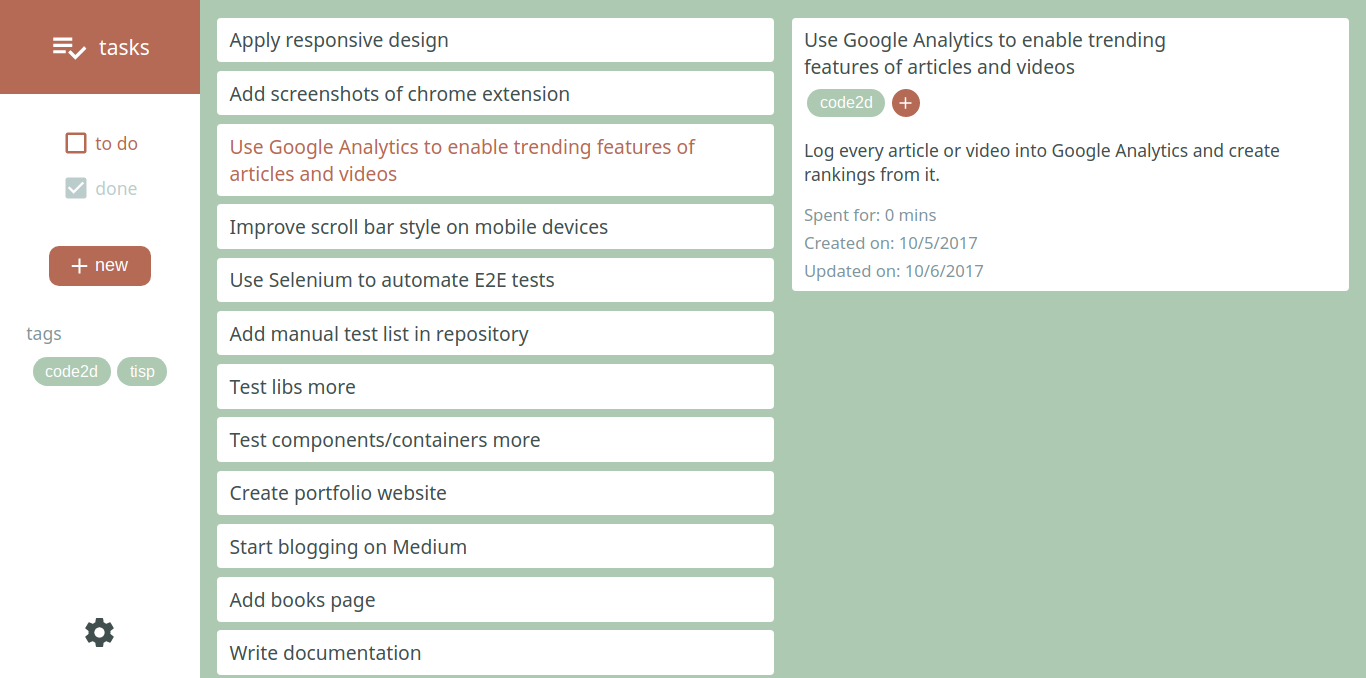 tasks
to do
done
new
tags
code2d tisp
Apply responsive design
Add screenshots of chrome extension
Use Google Analytics to enable trending features of
articles and videos
Improve scroll bar style on mobile devices
Use Selenium to automate E2E tests
Add manual test list in repository
Test libs more
Test components/containers more
Create portfolio website
Start blogging on Medium
Add books page
Write documentation
Use Google Analytics to enable trending
features of articles and videos
code2d
Log every article or video into Google Analytics and create
rankings from it.
Spent for: 0 mins
Created on: 10/5/2017
Updated on: 10/6/2017